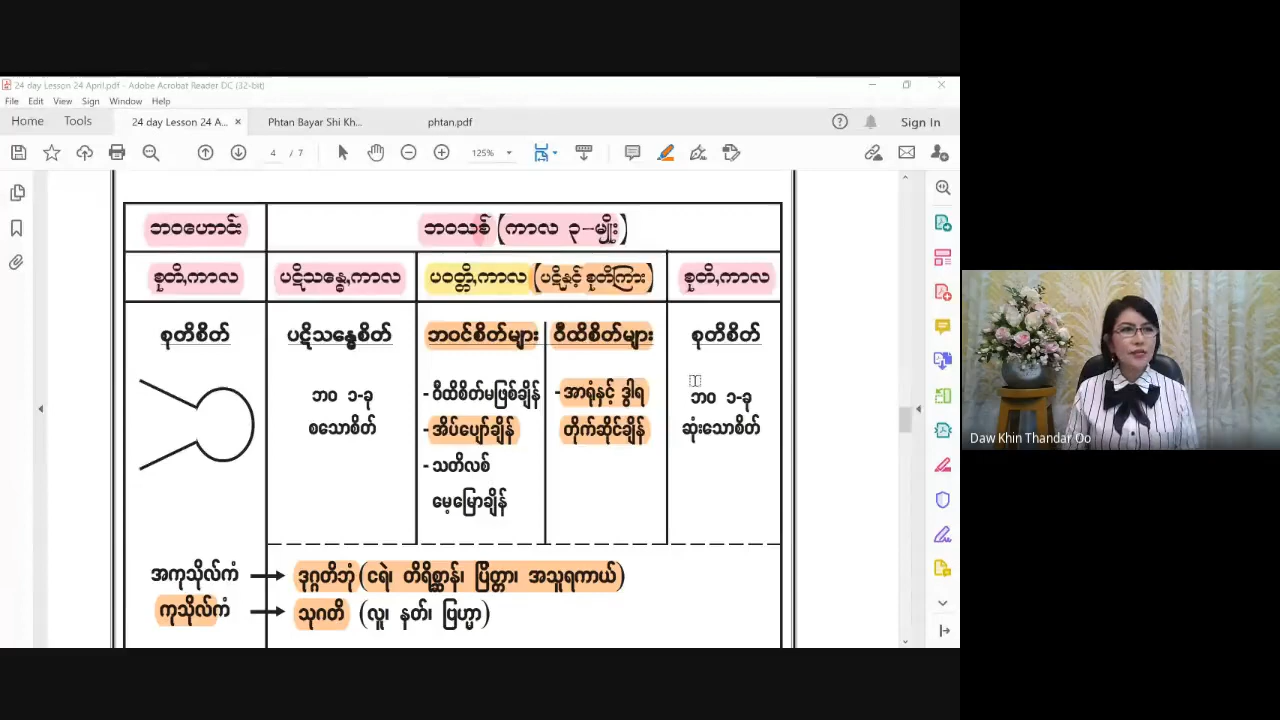 24 day Lesson 24 April.pdf - Adobe Acrobat Reader DC (32-bit)
File Edit View Sign Window Help
Home Tools 24 day Lesson 24 A... × Phtan Bayar Shi Kh... phtan.pdf Sign In
4 / 7 125%
ဘဝဟောင်း ဘဝသစ် (ကာလ ၃-မျိုး)
စုတိ,ကာလ ပဋိသန္ဓေ,ကာလ ပဝတ္တိ,ကာလ (ပဋိနှင့် စုတိကြား) စုတိ,ကာလ
စုတိစိတ် ပဋိသန္ဓေစိတ် ဘဝင်စိတ်များ ဝီထိစိတ်များ စုတိစိတ်
ဘဝ ၁-ခု - ဝီထိစိတ်မဖြစ်ချိန် - အာရုံနှင့် ဒွါရ ဘဝ ၁-ခု
စသောစိတ် - အိပ်ပျော်ချိန် တိုက်ဆိုင်ချိန် ဆုံးသောစိတ်
- သတိလစ်
မေ့မြောချိန်
အကုသိုလ်ကံ → ဒုဂ္ဂတိဘုံ (ငရဲ၊ တိရိစ္ဆာန်၊ ပြိတ္တာ၊ အသူရကာယ်)
ကုသိုလ်ကံ → သုဂတိ (လူ၊ နတ်၊ ဗြဟ္မာ)
Daw Khin Thandar Oo